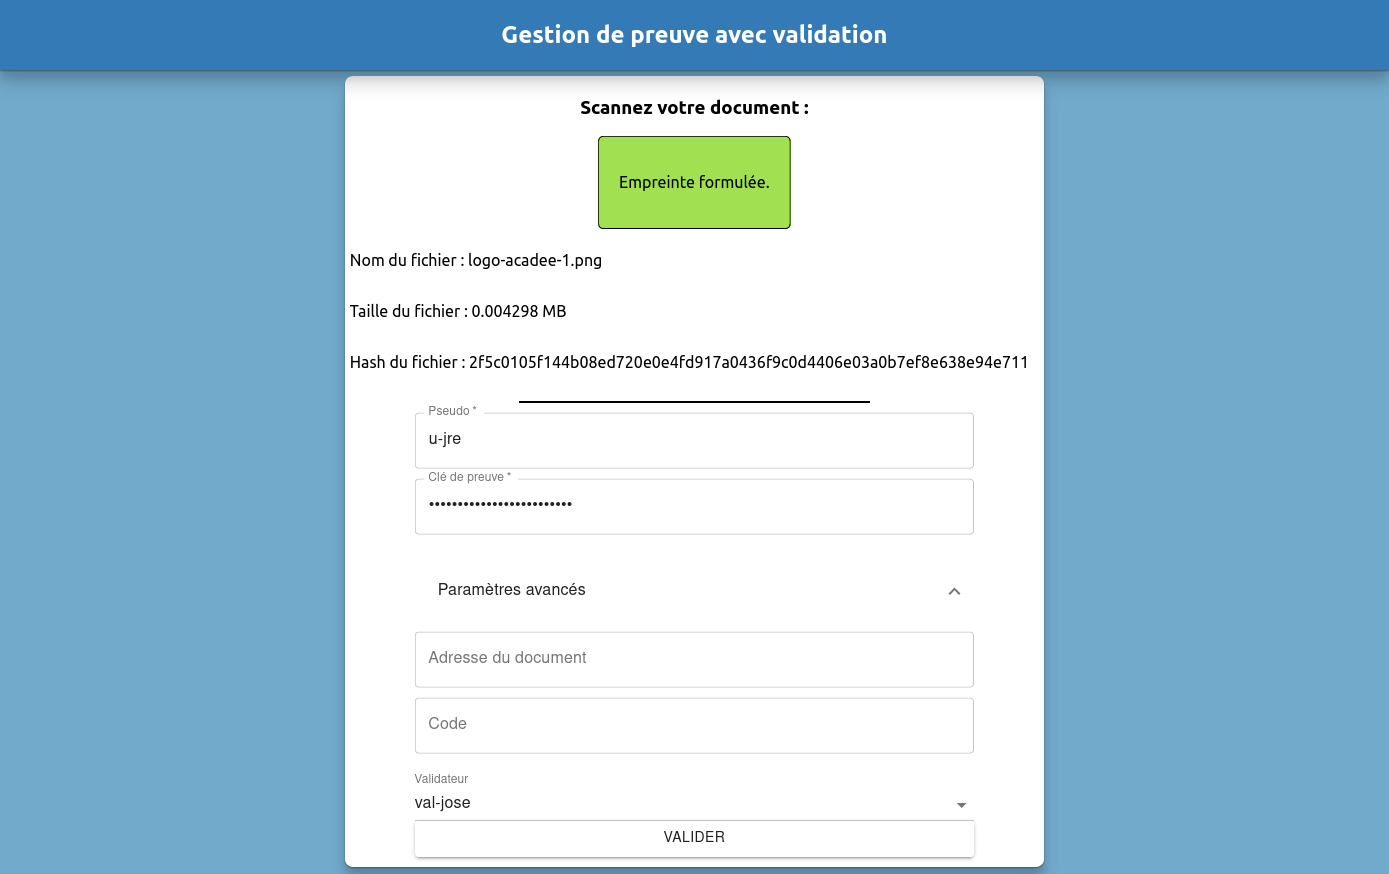 Gestion de preuve avec validation
Scannez votre document :
Empreinte formulée.
Nom du fichier : logo-acadee-1.png
Taille du fichier : 0.004298 MB
Hash du fichier : 2f5c0105f144b08ed720e0e4fd917a0436f9c0d4406e03a0b7ef8e638e94e711
Pseudo *
u-jre
Clé de preuve *
•••••••••••••••••••••••••
Paramètres avancés
Adresse du document
Code
Validateur
val-jose
VALIDER